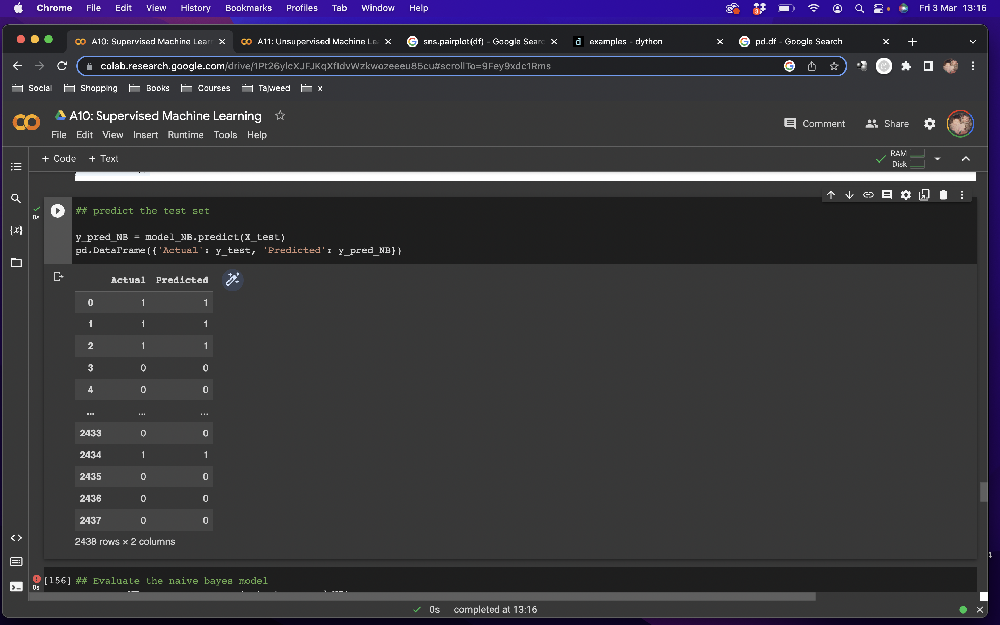 Chrome File Edit View History Bookmarks Profiles Tab Window Help 3 Fri 3 Mar 13:16
A10: Supervised Machine Learn A11: Unsupervised Machine Le sns.pairplot(df) - Google Searc d examples - dython pd.df - Google Search
colab.research.google.com/drive/1Pt26ylcXJFJKqXfIdvWzkwozeeeu85cu#scrollTo=9Fey9xdc1Rms
Social Shopping Books Courses Tajweed x
A10: Supervised Machine Learning
Comment Share
File Edit View Insert Runtime Tools Help
+ Code + Text
RAM
Disk
{x}
0s
## predict the test set
y_pred_NB = model_NB.predict(X_test)
pd.DataFrame({'Actual': y_test, 'Predicted': y_pred_NB})
Actual Predicted
0 1 1
1 1 1
2 1 1
3 0 0
4 0 0
... ... ...
2433 0 0
2434 1 1
2435 0 0
2436 0 0
2437 0 0
2438 rows × 2 columns
4
0s
[156] ## Evaluate the naive bayes model
0s completed at 13:16